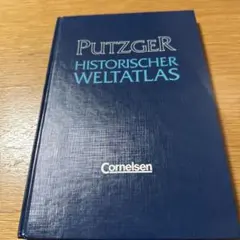 PUTZGER
HISTORISCHER
WELTATLAS
Cornelsen